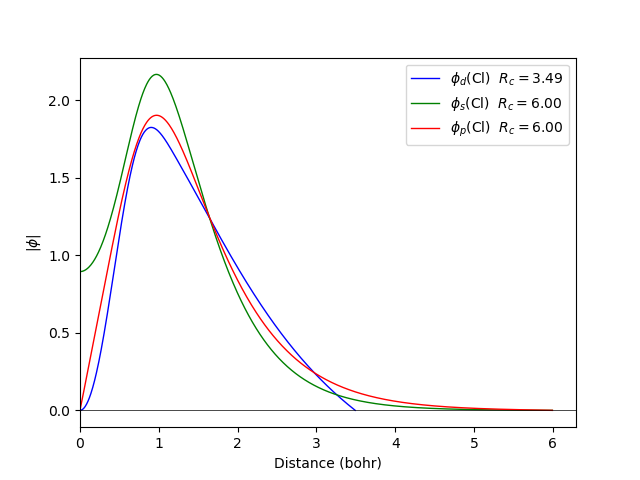 ϕ_d(Cl) R_c = 3.49
ϕ_s(Cl) R_c = 6.00
ϕ_p(Cl) R_c = 6.00
2.0
1.5
1.0
0.5
0.0
|ϕ|
0 1 2 3 4 5 6
Distance (bohr)